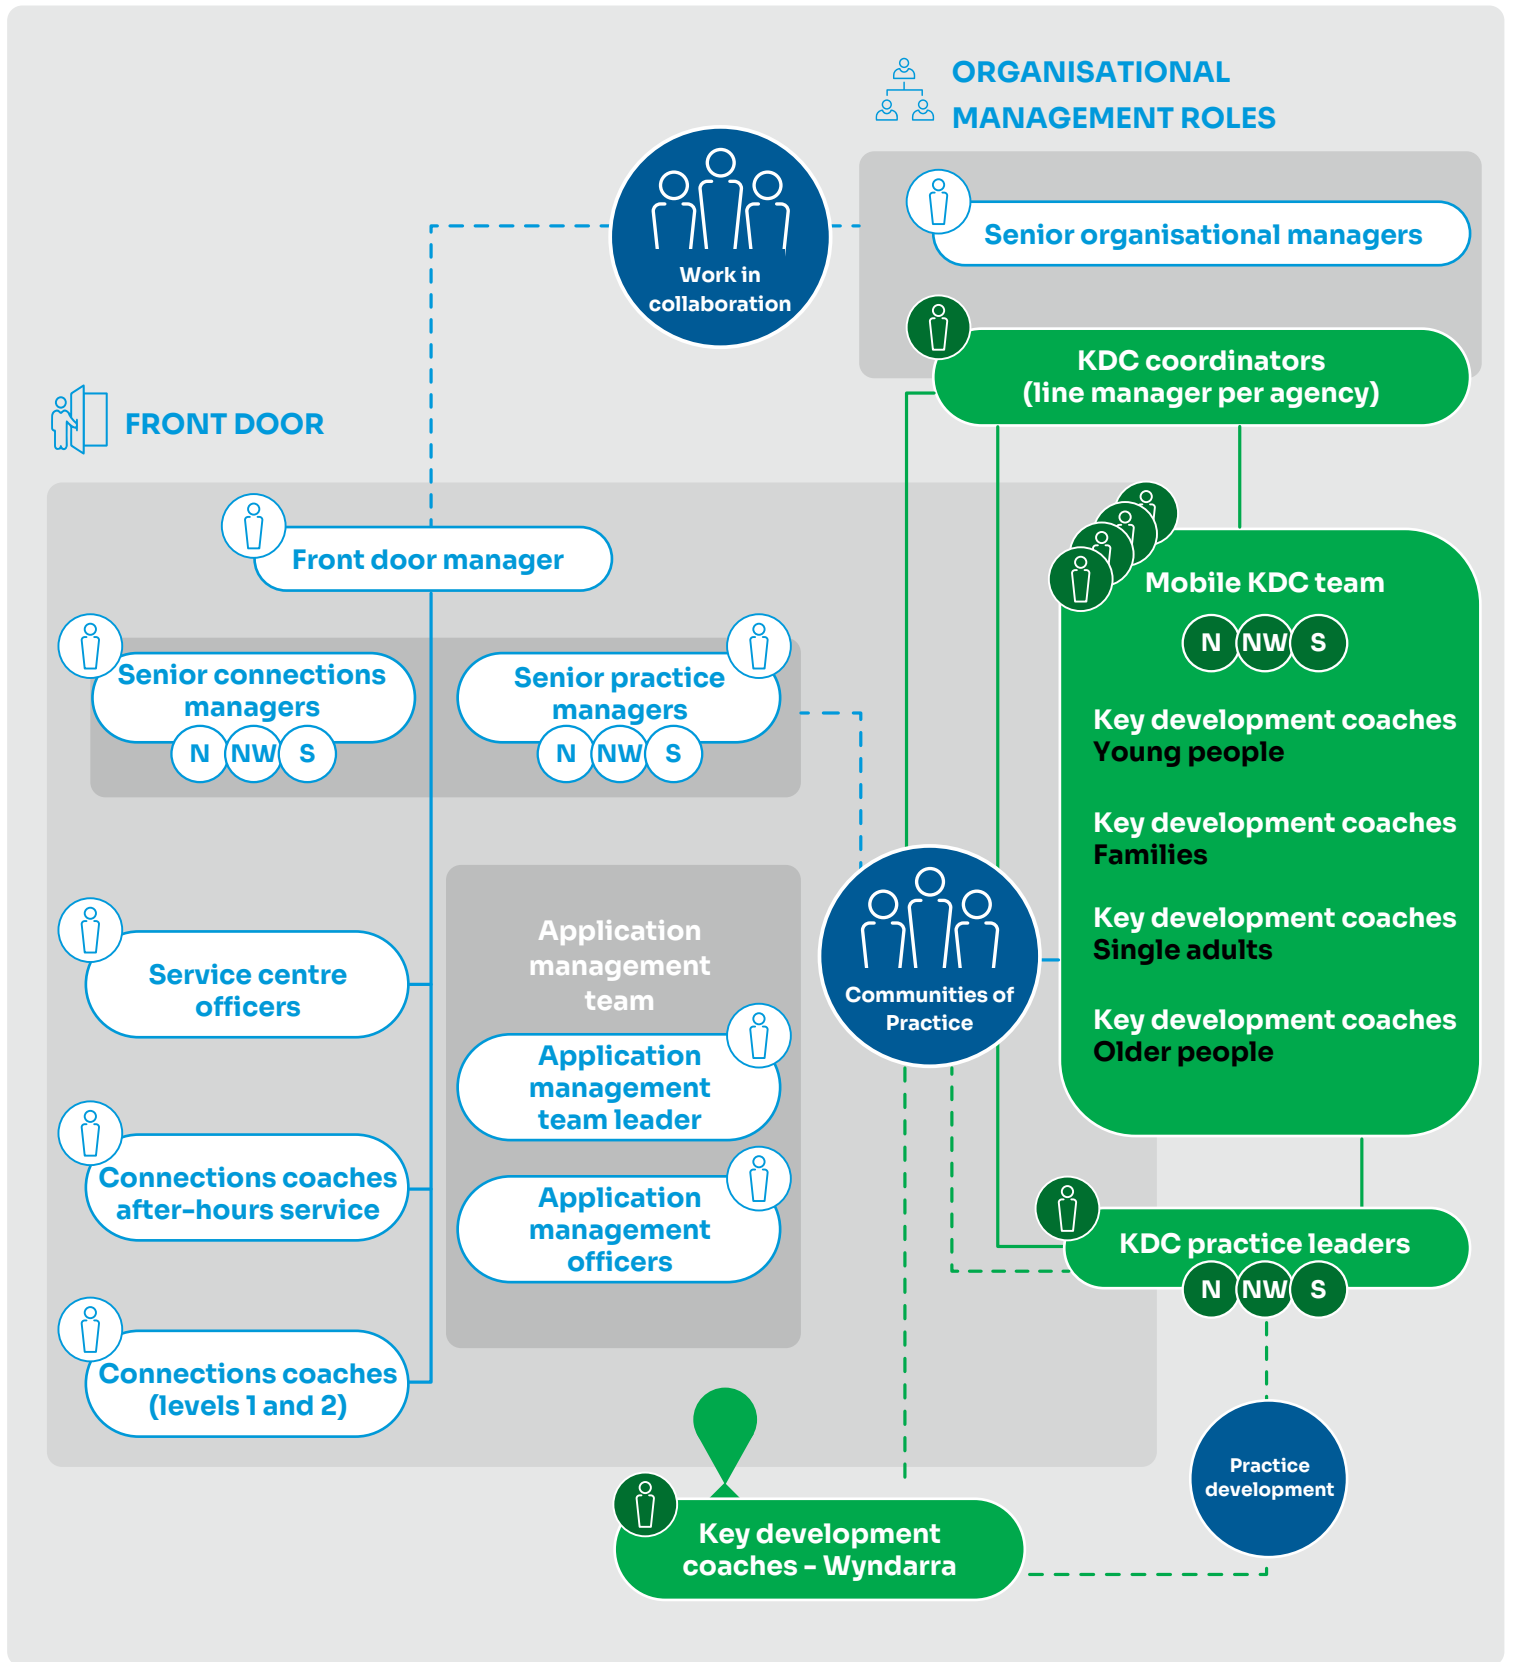 ORGANISATIONAL
MANAGEMENT ROLES
Work in
collaboration
Senior organisational managers
KDC coordinators
(line manager per agency)
FRONT DOOR
Front door manager
Senior connections
managers
N NW S
Senior practice
managers
N NW S
Mobile KDC team
N NW S
Key development coaches
Young people
Key development coaches
Families
Key development coaches
Single adults
Key development coaches
Older people
Service centre
officers
Application
management
team
Application
management
team leader
Communities of
Practice
Connections coaches
after-hours service
Application
management
officers
KDC practice leaders
N NW S
Connections coaches
(levels 1 and 2)
Practice
development
Key development
coaches – Wyndarra